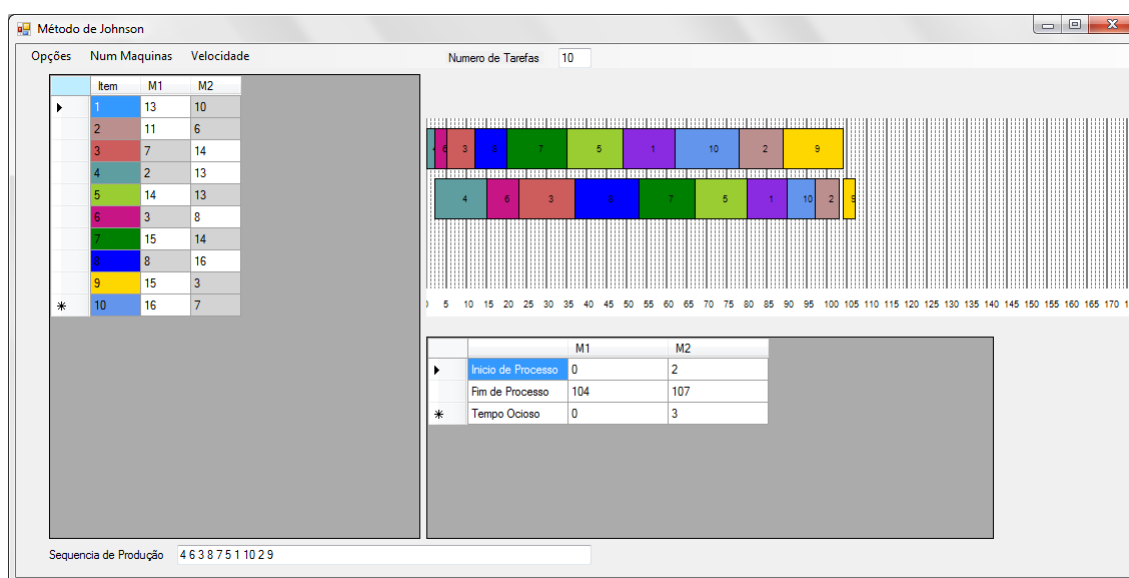 Método de Johnson
Opções Num Maquinas Velocidade Numero de Tarefas 10
Item M1 M2
1 13 10
2 11 6
3 7 14
4 2 13
5 14 13
6 3 8
7 15 14
8 8 16
9 15 3
10 16 7
4 6 3 8 7 5 1 10 2 9
4 6 3 8 7 5 1 10 2 9
5 10 15 20 25 30 35 40 45 50 55 60 65 70 75 80 85 90 95 100 105 110 115 120 125 130 135 140 145 150 155 160 165 170
M1 M2
Inicio de Processo 0 2
Fim de Processo 104 107
Tempo Ocioso 0 3
Sequencia de Produção 4 6 3 8 7 5 1 10 2 9